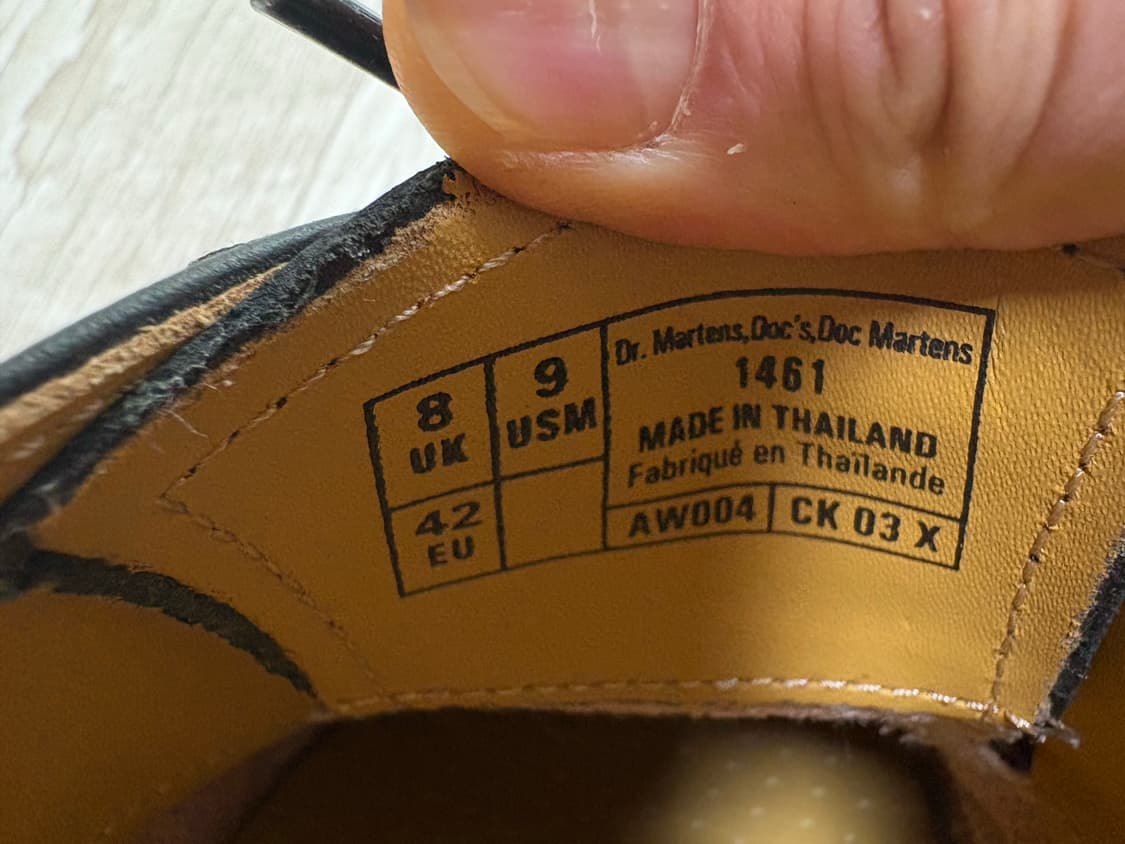 8
UK
9
USM
42
EU
Dr. Martens,Doc's,Doc Martens
1461
MADE IN THAILAND
Fabriqué en Thaïlande
AW004
CK 03 X